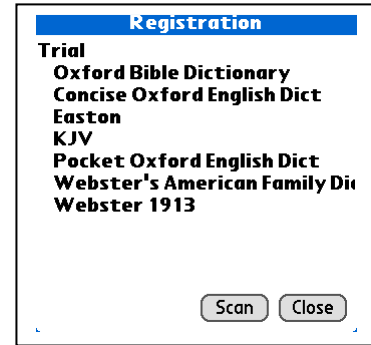 Registration
Trial
Oxford Bible Dictionary
Concise Oxford English Dict
Easton
KJV
Pocket Oxford English Dict
Webster's American Family Di
Webster 1913
Scan Close